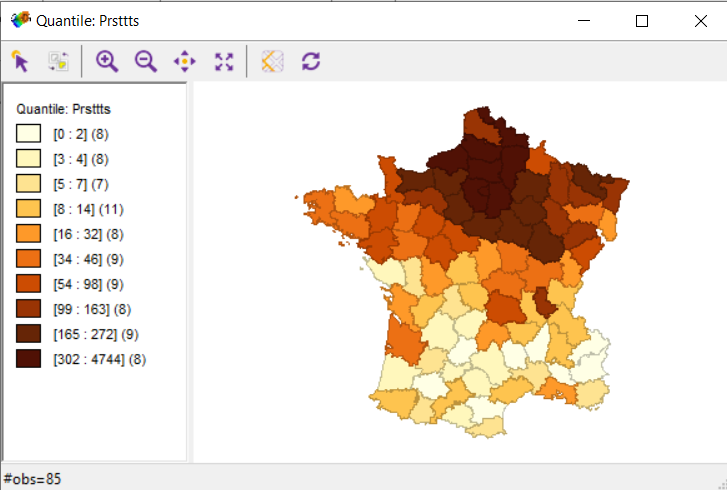 Quantile: Prsttts
Quantile: Prsttts
[0 : 2] (8)
[3 : 4] (8)
[5 : 7] (7)
[8 : 14] (11)
[16 : 32] (8)
[34 : 46] (9)
[54 : 98] (9)
[99 : 163] (8)
[165 : 272] (9)
[302 : 4744] (8)
#obs=85